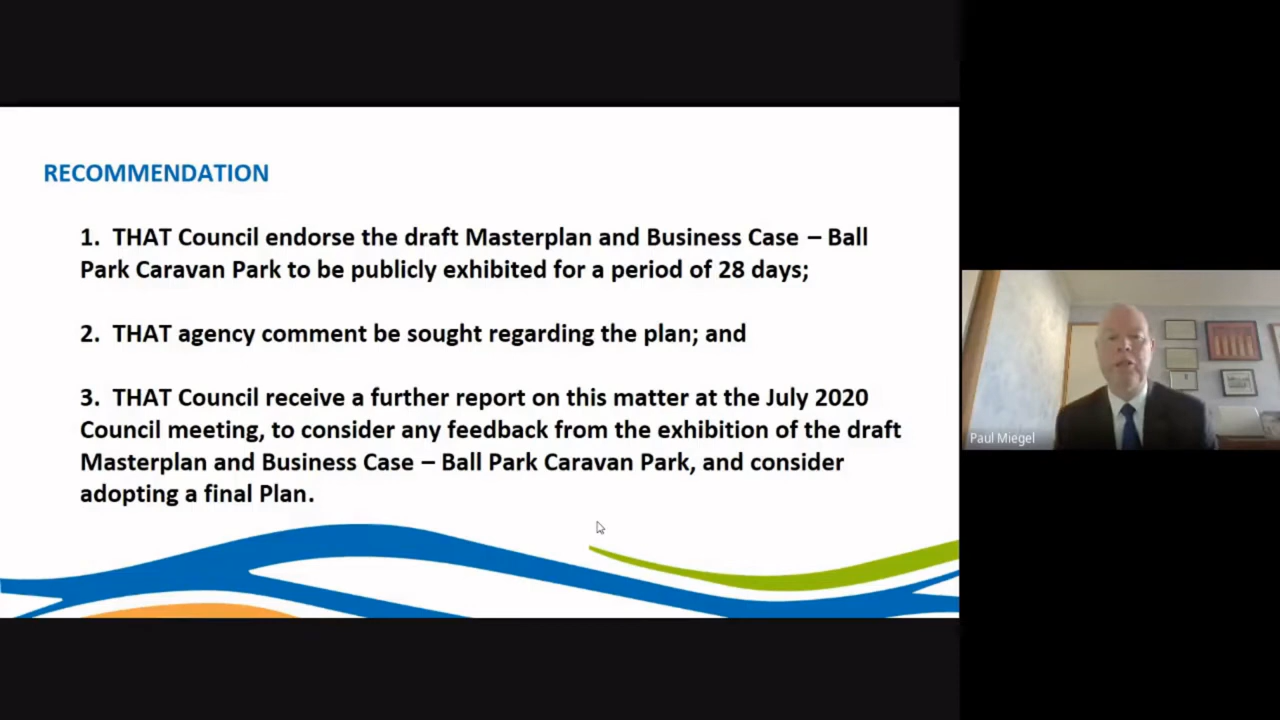 RECOMMENDATION
1. THAT Council endorse the draft Masterplan and Business Case – Ball
Park Caravan Park to be publicly exhibited for a period of 28 days;
2. THAT agency comment be sought regarding the plan; and
3. THAT Council receive a further report on this matter at the July 2020
Council meeting, to consider any feedback from the exhibition of the draft
Masterplan and Business Case – Ball Park Caravan Park, and consider
adopting a final Plan.
Paul Miegel